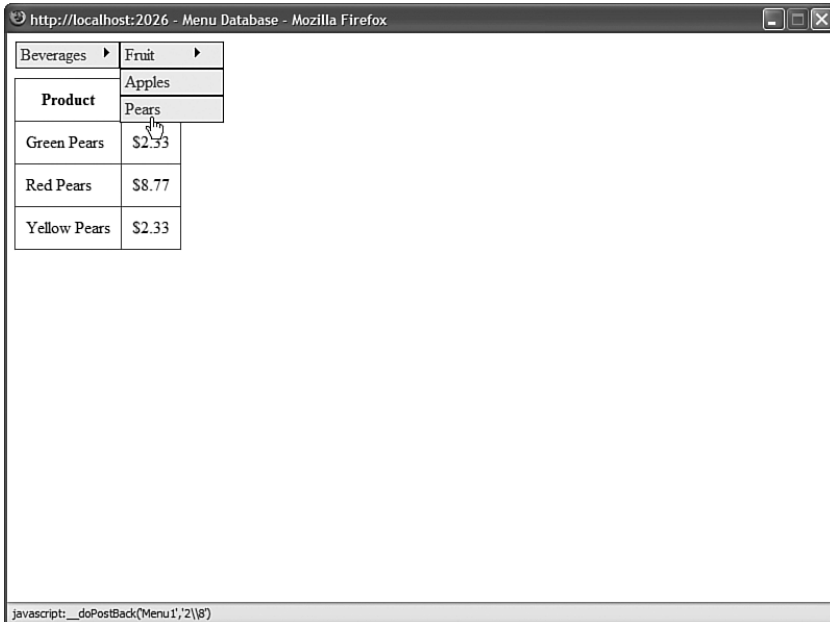 http://localhost:2026 - Menu Database - Mozilla Firefox
Beverages Fruit
Apples
Product
Pears
Green Pears $2.33
Red Pears $8.77
Yellow Pears $2.33
javascript:__doPostBack('Menu1','2\\8')